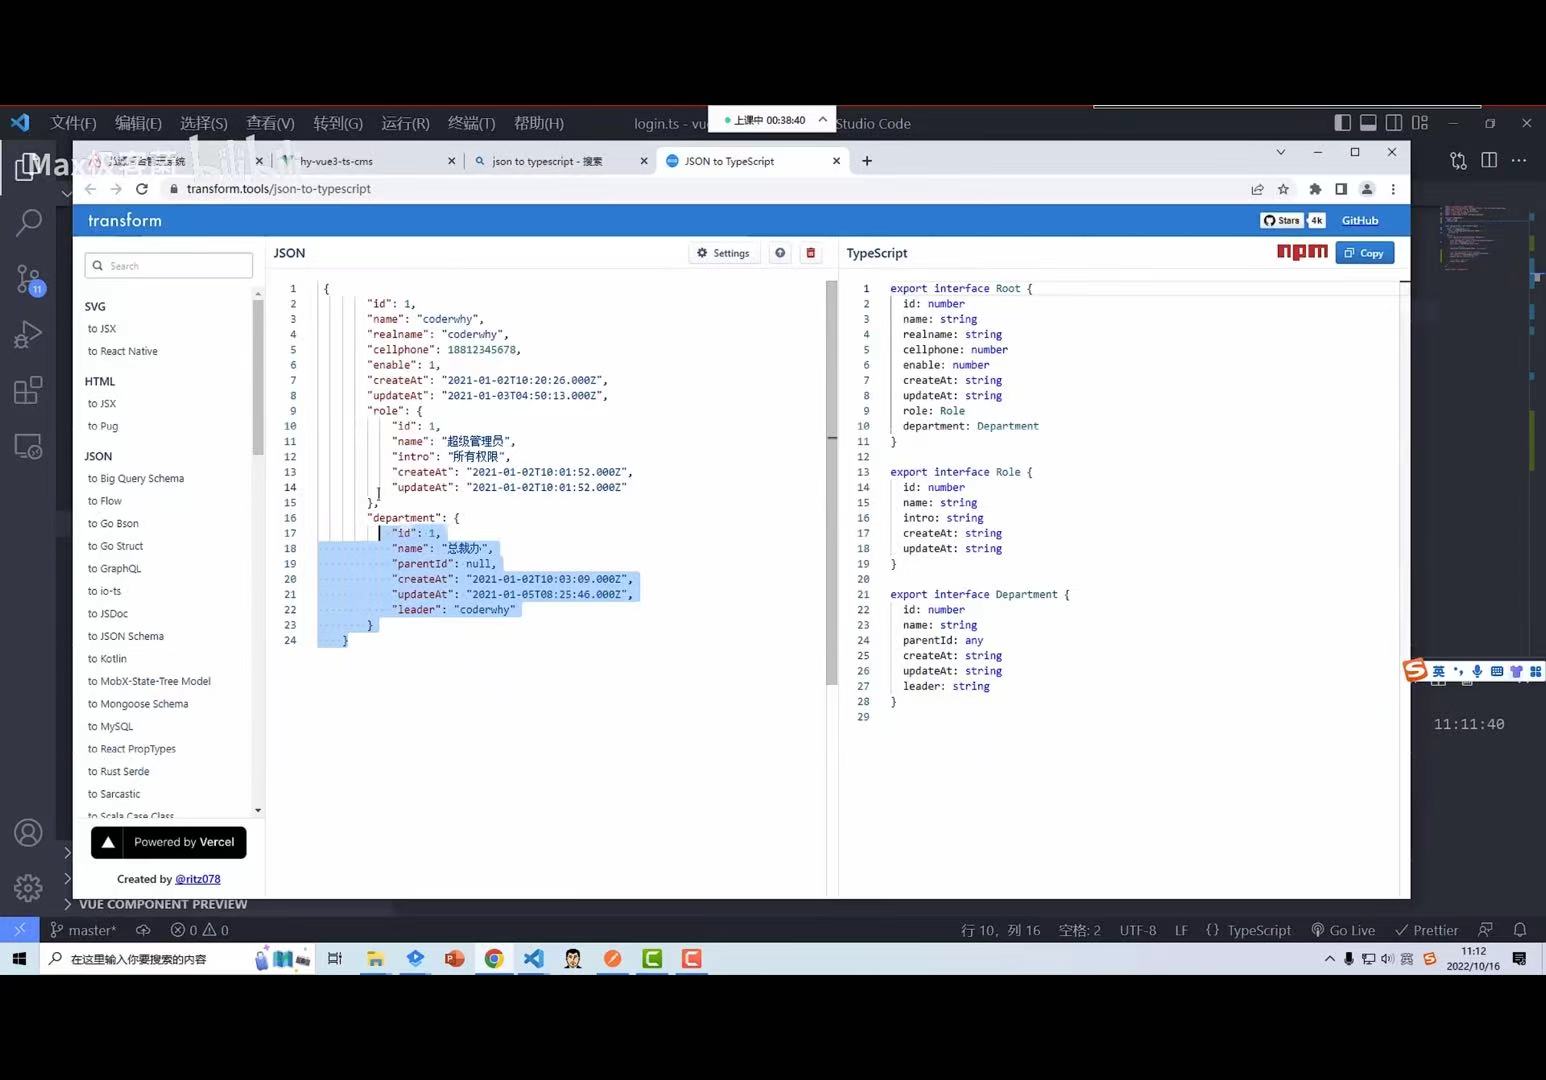 文件(F) 编辑(E) 选择(S) 查看(V) 转到(G) 运行(R) 终端(T) 帮助(H)
login.ts - vue
上课中 00:38:40
Studio Code
Max极客菌
bilibili
hy-vue3-ts-cms
json to typescript - 搜索
JSON to TypeScript
transform.tools/json-to-typescript
transform
Stars 4k
GitHub
Search
SVG
to JSX
to React Native
HTML
to JSX
to Pug
JSON
to Big Query Schema
to Flow
to Go Bson
to Go Struct
to GraphQL
to io-ts
to JSDoc
to JSON Schema
to Kotlin
to MobX-State-Tree Model
to Mongoose Schema
to MySQL
to React PropTypes
to Rust Serde
to Sarcastic
to Scala Case Class
Powered by Vercel
Created by @ritz078
JSON
Settings
1 {
2 "id": 1,
3 "name": "coderwhy",
4 "realname": "coderwhy",
5 "cellphone": 18812345678,
6 "enable": 1,
7 "createAt": "2021-01-02T10:20:26.000Z",
8 "updateAt": "2021-01-03T04:50:13.000Z",
9 "role": {
10 "id": 1,
11 "name": "超级管理员",
12 "intro": "所有权限",
13 "createAt": "2021-01-02T10:01:52.000Z",
14 "updateAt": "2021-01-02T10:01:52.000Z"
15 },
16 "department": {
17 "id": 1,
18 "name": "总裁办",
19 "parentId": null,
20 "createAt": "2021-01-02T10:03:09.000Z",
21 "updateAt": "2021-01-05T08:25:46.000Z",
22 "leader": "coderwhy"
23 }
24 }
TypeScript
npm
Copy
1 export interface Root {
2 id: number
3 name: string
4 realname: string
5 cellphone: number
6 enable: number
7 createAt: string
8 updateAt: string
9 role: Role
10 department: Department
11 }
12
13 export interface Role {
14 id: number
15 name: string
16 intro: string
17 createAt: string
18 updateAt: string
19 }
20
21 export interface Department {
22 id: number
23 name: string
24 parentId: any
25 createAt: string
26 updateAt: string
27 leader: string
28 }
29
11
英
11:11:40
VUE COMPONENT PREVIEW
master* 0 0
行 10，列 16 空格: 2 UTF-8 LF {} TypeScript Go Live Prettier
在这里输入你要搜索的内容
英
11:12
2022/10/16